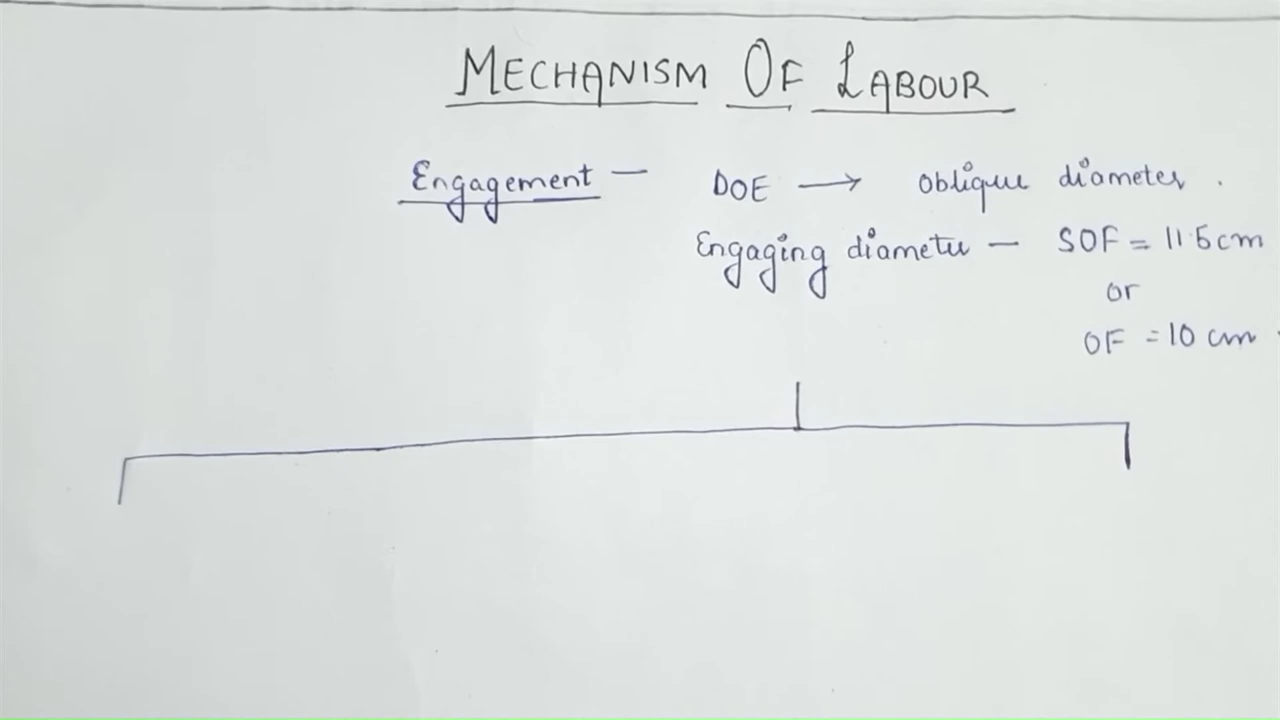 MECHANISM OF LABOUR
Engagement — DOE → oblique diameter .
Engaging diameter — SOF = 11.5cm
or
OF = 10 cm